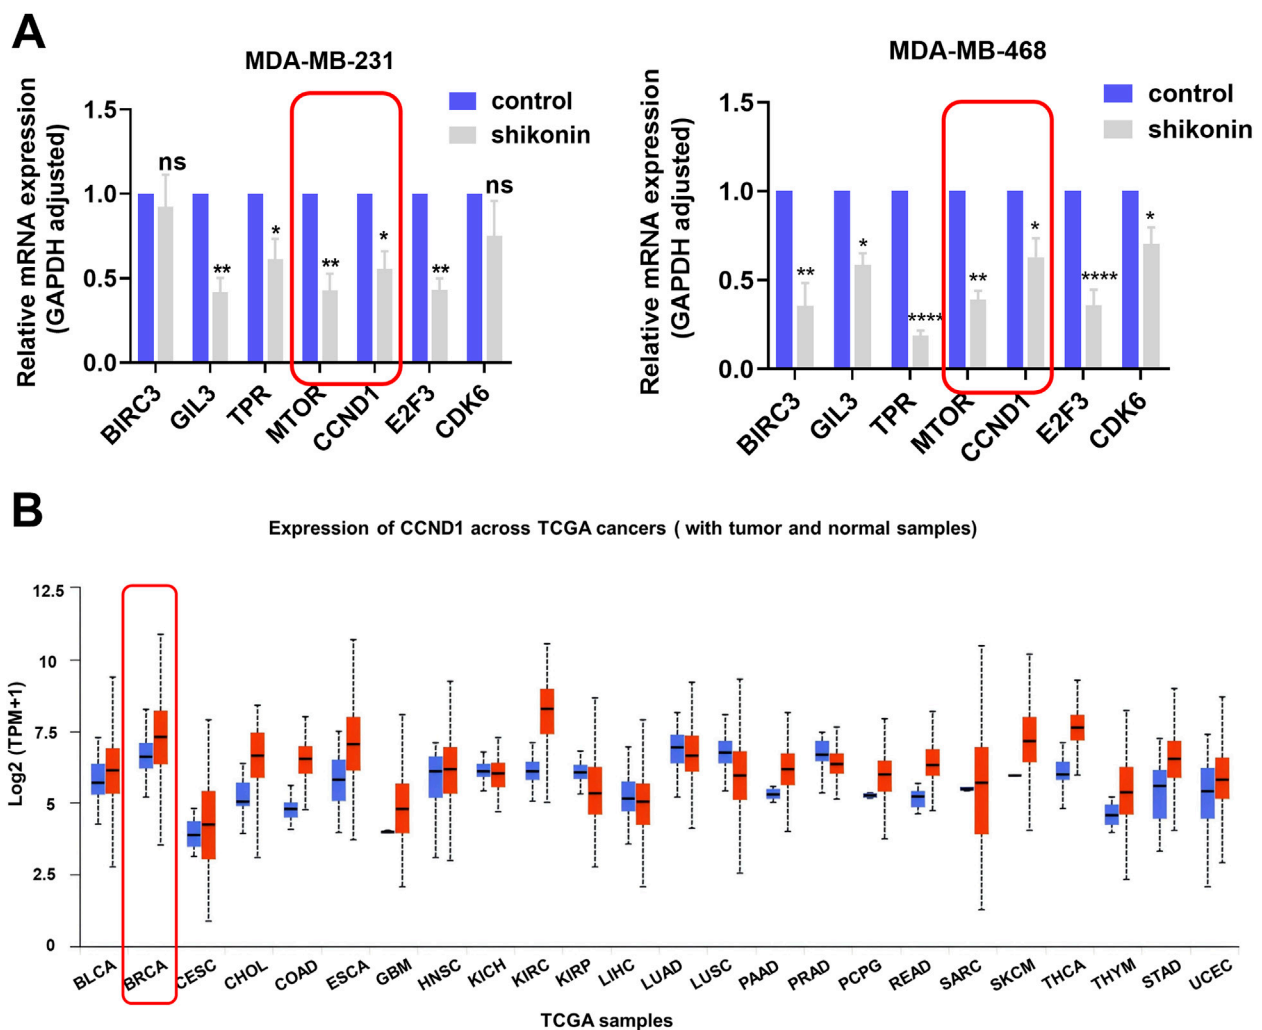 A
MDA-MB-231
control
shikonin
Relative mRNA expression
(GAPDH adjusted)
1.5
1.0
0.5
0.0
ns
**
*
**
*
**
ns
BIRC3
GIL3
TPR
MTOR
CCND1
E2F3
CDK6
MDA-MB-468
control
shikonin
Relative mRNA expression
(GAPDH adjusted)
1.5
1.0
0.5
0.0
**
*
****
**
*
****
*
BIRC3
GIL3
TPR
MTOR
CCND1
E2F3
CDK6
B
Expression of CCND1 across TCGA cancers ( with tumor and normal samples)
Log2 (TPM+1)
12.5
10
7.5
5
2.5
0
BLCA
BRCA
CESC
CHOL
COAD
ESCA
GBM
HNSC
KICH
KIRC
KIRP
LIHC
LUAD
LUSC
PAAD
PRAD
PCPG
READ
SARC
SKCM
THCA
THYM
STAD
UCEC
TCGA samples